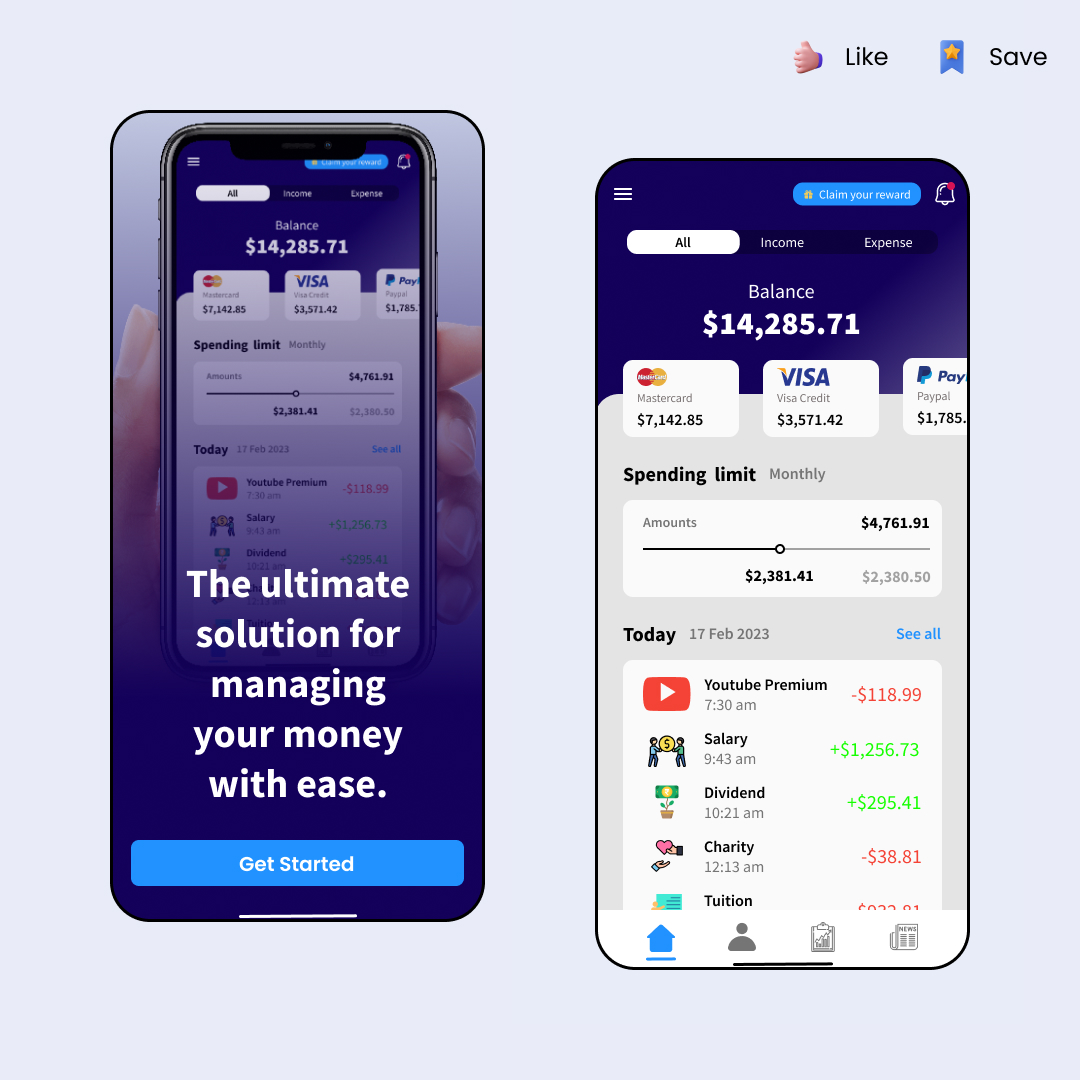 Like
Save
Claim your reward
All Income Expense
Balance
$14,285.71
MasterCard
VISA
Mastercard
Visa Credit
Paypal
$7,142.85
$3,571.42
$1,785.
Spending limit Monthly
Amounts $4,761.91
$2,381.41 $2,380.50
Today 17 Feb 2023 See all
Youtube Premium
7:30 am
-$118.99
Salary
9:43 am
+$1,256.73
Dividend
10:21 am
+$295.41
The ultimate
solution for
managing
your money
with ease.
Get Started
Claim your reward
All Income Expense
Balance
$14,285.71
MasterCard
VISA
Pay
Mastercard
Visa Credit
Paypal
$7,142.85
$3,571.42
$1,785.
Spending limit Monthly
Amounts $4,761.91
$2,381.41 $2,380.50
Today 17 Feb 2023 See all
Youtube Premium
7:30 am
-$118.99
Salary
9:43 am
+$1,256.73
Dividend
10:21 am
+$295.41
Charity
12:13 am
-$38.81
Tuition
NEWS